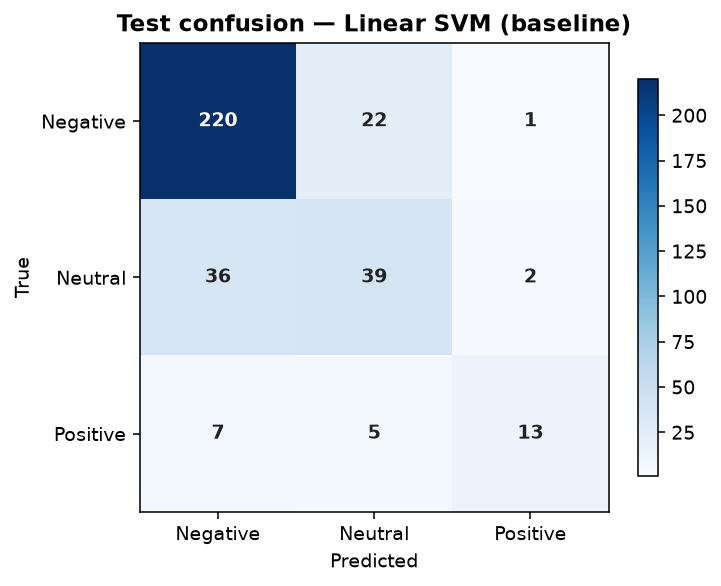 Test confusion — Linear SVM (baseline)
Negative 220 22 1
Neutral 36 39 2
Positive 7 5 13
Negative Neutral Positive
Predicted
True
200
175
150
125
100
75
50
25